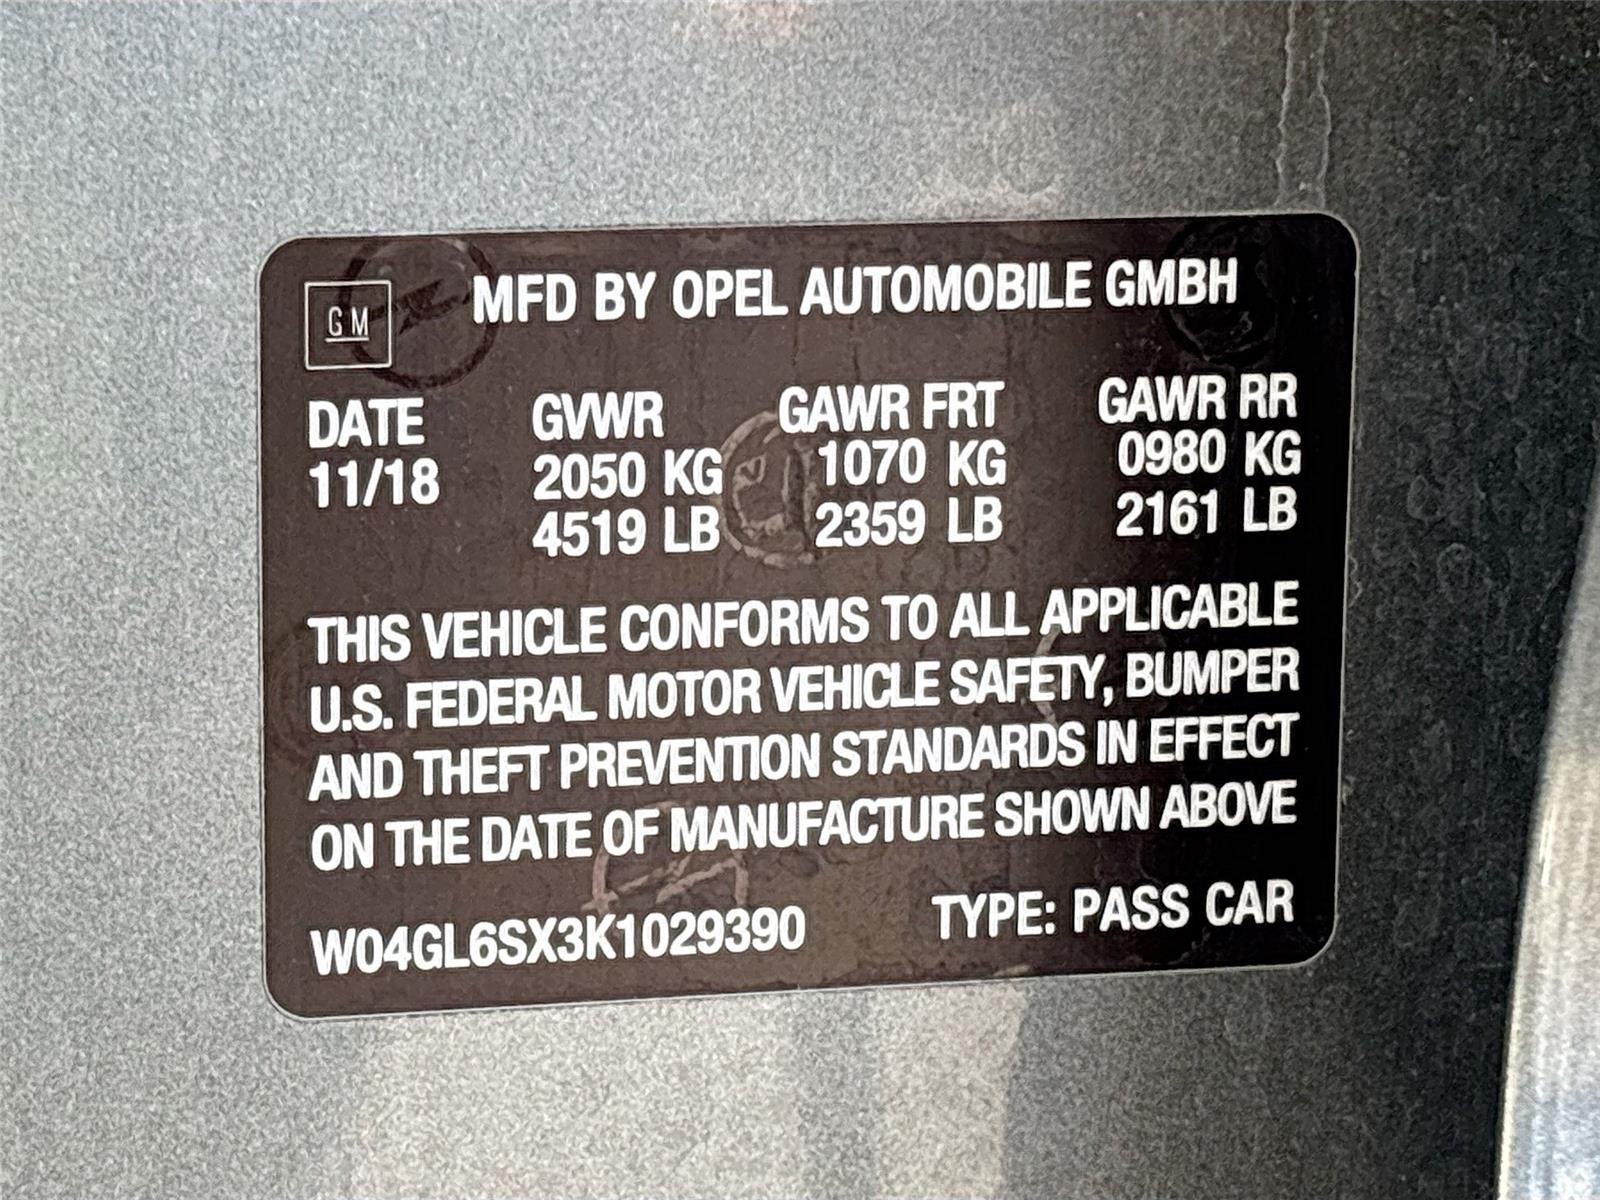 GM
MFD BY OPEL AUTOMOBILE GMBH
DATE GVWR GAWR FRT GAWR RR
11/18 2050 KG 1070 KG 0980 KG
4519 LB 2359 LB 2161 LB
THIS VEHICLE CONFORMS TO ALL APPLICABLE
U.S. FEDERAL MOTOR VEHICLE SAFETY, BUMPER
AND THEFT PREVENTION STANDARDS IN EFFECT
ON THE DATE OF MANUFACTURE SHOWN ABOVE
W04GL6SX3K1029390 TYPE: PASS CAR